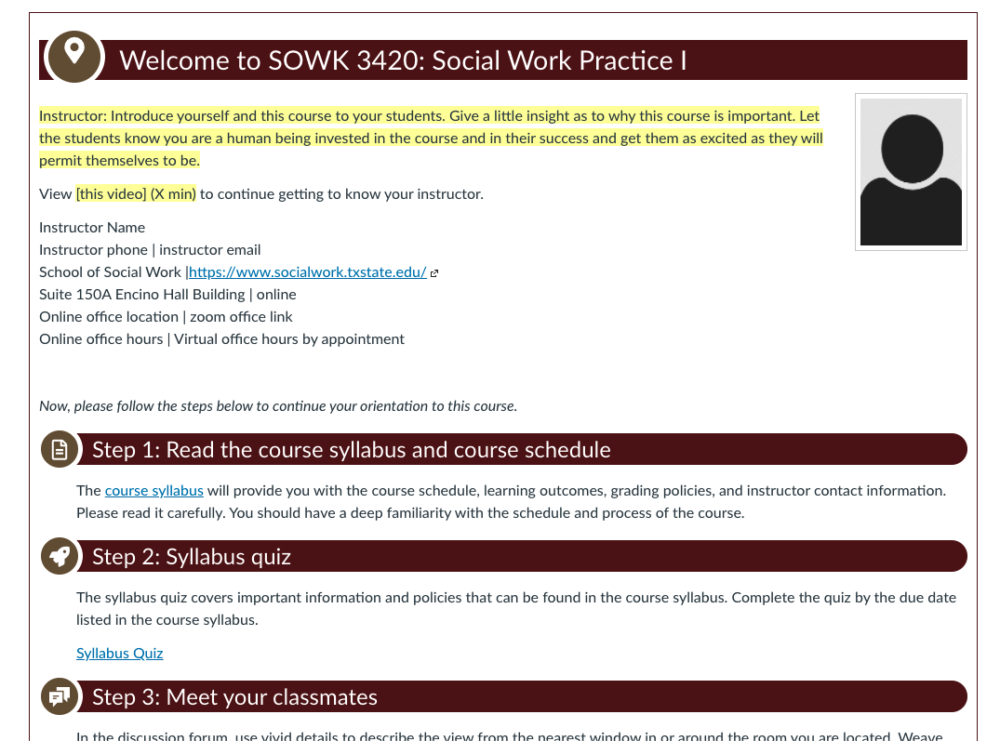 Welcome to SOWK 3420: Social Work Practice I
Instructor: Introduce yourself and this course to your students. Give a little insight as to why this course is important. Let
the students know you are a human being invested in the course and in their success and get them as excited as they will
permit themselves to be.
View [this video] (X min) to continue getting to know your instructor.
Instructor Name
Instructor phone | instructor email
School of Social Work |https://www.socialwork.txstate.edu/
Suite 150A Encino Hall Building | online
Online office location | zoom office link
Online office hours | Virtual office hours by appointment
Now, please follow the steps below to continue your orientation to this course.
Step 1: Read the course syllabus and course schedule
The course syllabus will provide you with the course schedule, learning outcomes, grading policies, and instructor contact information.
Please read it carefully. You should have a deep familiarity with the schedule and process of the course.
Step 2: Syllabus quiz
The syllabus quiz covers important information and policies that can be found in the course syllabus. Complete the quiz by the due date
listed in the course syllabus.
Syllabus Quiz
Step 3: Meet your classmates
In the discussion forum, use vivid details to describe the view from the nearest window in or around the room you are located. Weave